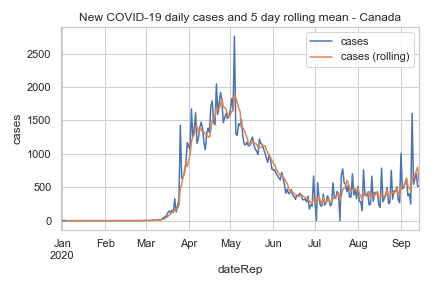 New COVID-19 daily cases and 5 day rolling mean - Canada
cases
cases (rolling)
2500
2000
1500
1000
500
0
cases
Jan Feb Mar Apr May Jun Jul Aug Sep
2020
dateRep